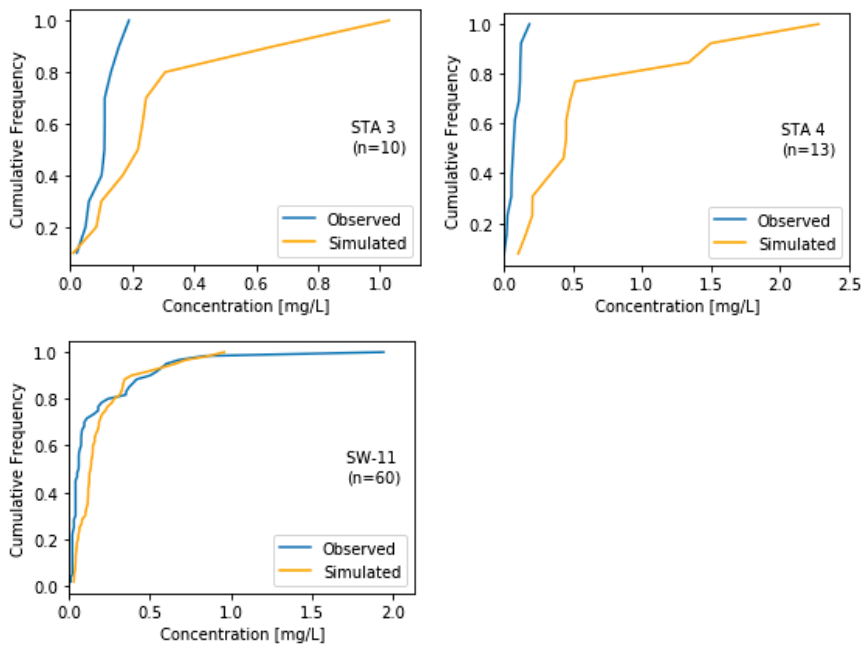 Cumulative Frequency
1.0
0.8
0.6
0.4
0.2
STA 3
(n=10)
Observed
Simulated
0.0 0.2 0.4 0.6 0.8 1.0
Concentration [mg/L]
Cumulative Frequency
1.0
0.8
0.6
0.4
0.2
STA 4
(n=13)
Observed
Simulated
0.0 0.5 1.0 1.5 2.0 2.5
Concentration [mg/L]
Cumulative Frequency
1.0
0.8
0.6
0.4
0.2
0.0
SW-11
(n=60)
Observed
Simulated
0.0 0.5 1.0 1.5 2.0
Concentration [mg/L]